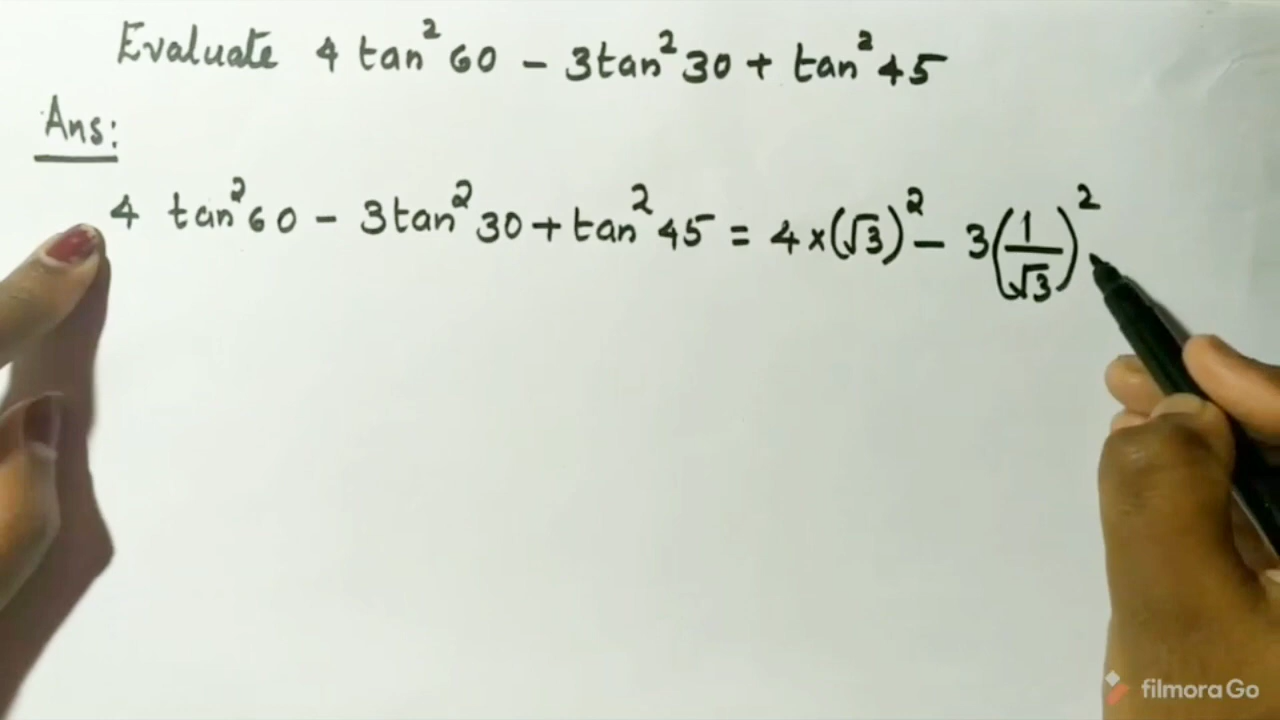 Evaluate 4 tan²60 - 3tan²30 + tan²45
Ans:
4 tan²60 - 3tan²30 + tan²45 = 4×(√3)² - 3(1/√3)²
filmoraGo